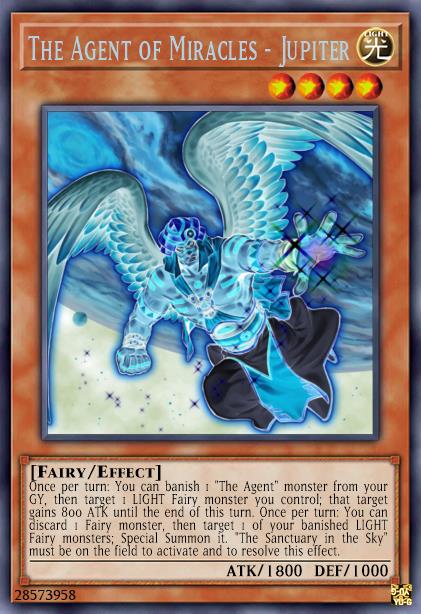 The Agent of Miracles - Jupiter
LIGHT
光
[Fairy/Effect]
Once per turn: You can banish 1 "The Agent" monster from your
GY, then target 1 LIGHT Fairy monster you control; that target
gains 800 ATK until the end of this turn. Once per turn: You can
discard 1 Fairy monster, then target 1 of your banished LIGHT
Fairy monsters; Special Summon it. "The Sanctuary in the Sky"
must be on the field to activate and to resolve this effect.
ATK/1800 DEF/1000
28573958